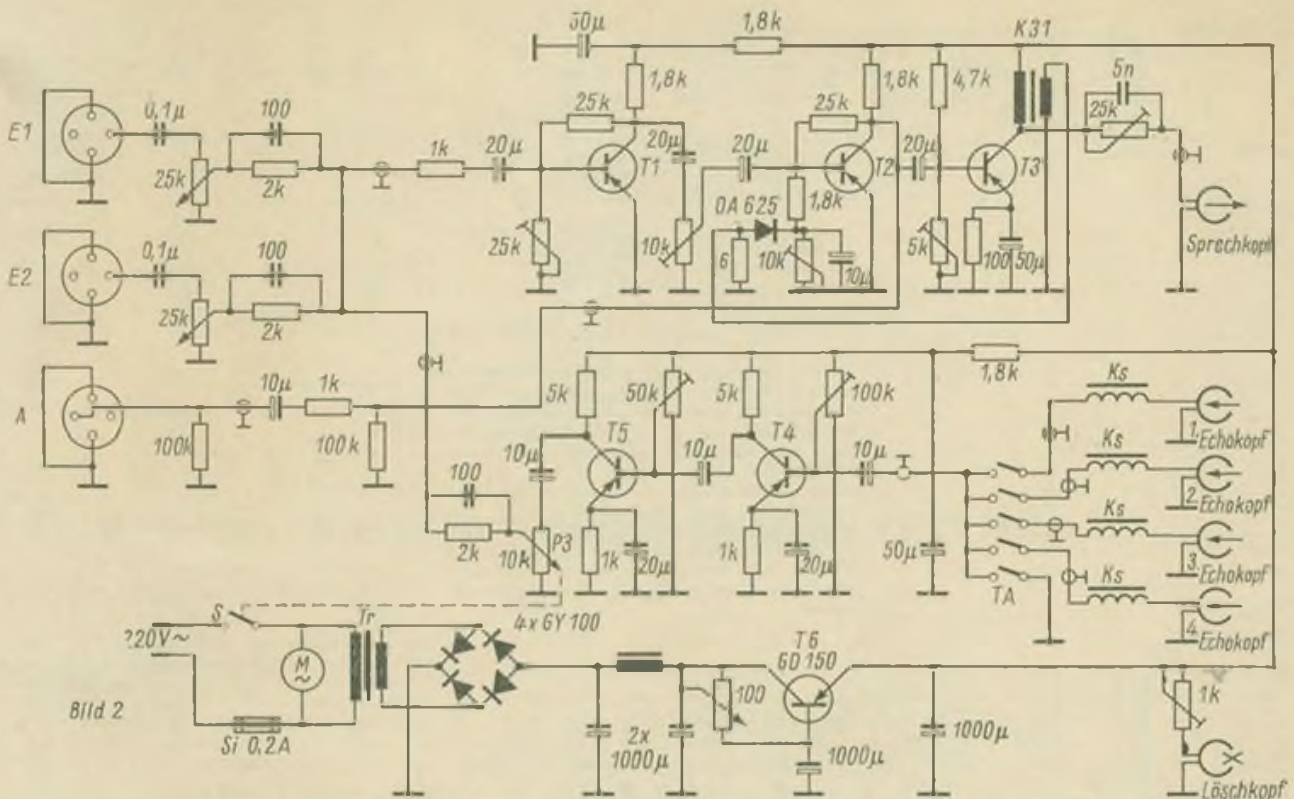 50µ
1,8k
K31
E1
0,1µ
100
25k
2k
1k
20µ
25k
1,8k
20µ
T1
25k
10k
20µ
25k
1,8k
T2
1,8k
OA 625
6
10k
10µ
20µ
4,7k
T3
5k
100
50µ
5n
25k
Sprechkopf
E2
0,1µ
100
25k
2k
A
10µ
1k
100k
100k
5k
50k
5k
100k
1,8k
T5
T4
10µ
10µ
10µ
100
2k
10k
P3
1k
20µ
1k
20µ
50µ
TA
Ks
1. Echokopf
Ks
2. Echokopf
Ks
3. Echokopf
Ks
4. Echokopf
S
220V~
M
~
Tr
4x GY 100
Si 0,2A
Bild 2
2x
1000µ
100
T6
GD 150
1000µ
1000µ
1k
Löschkopf